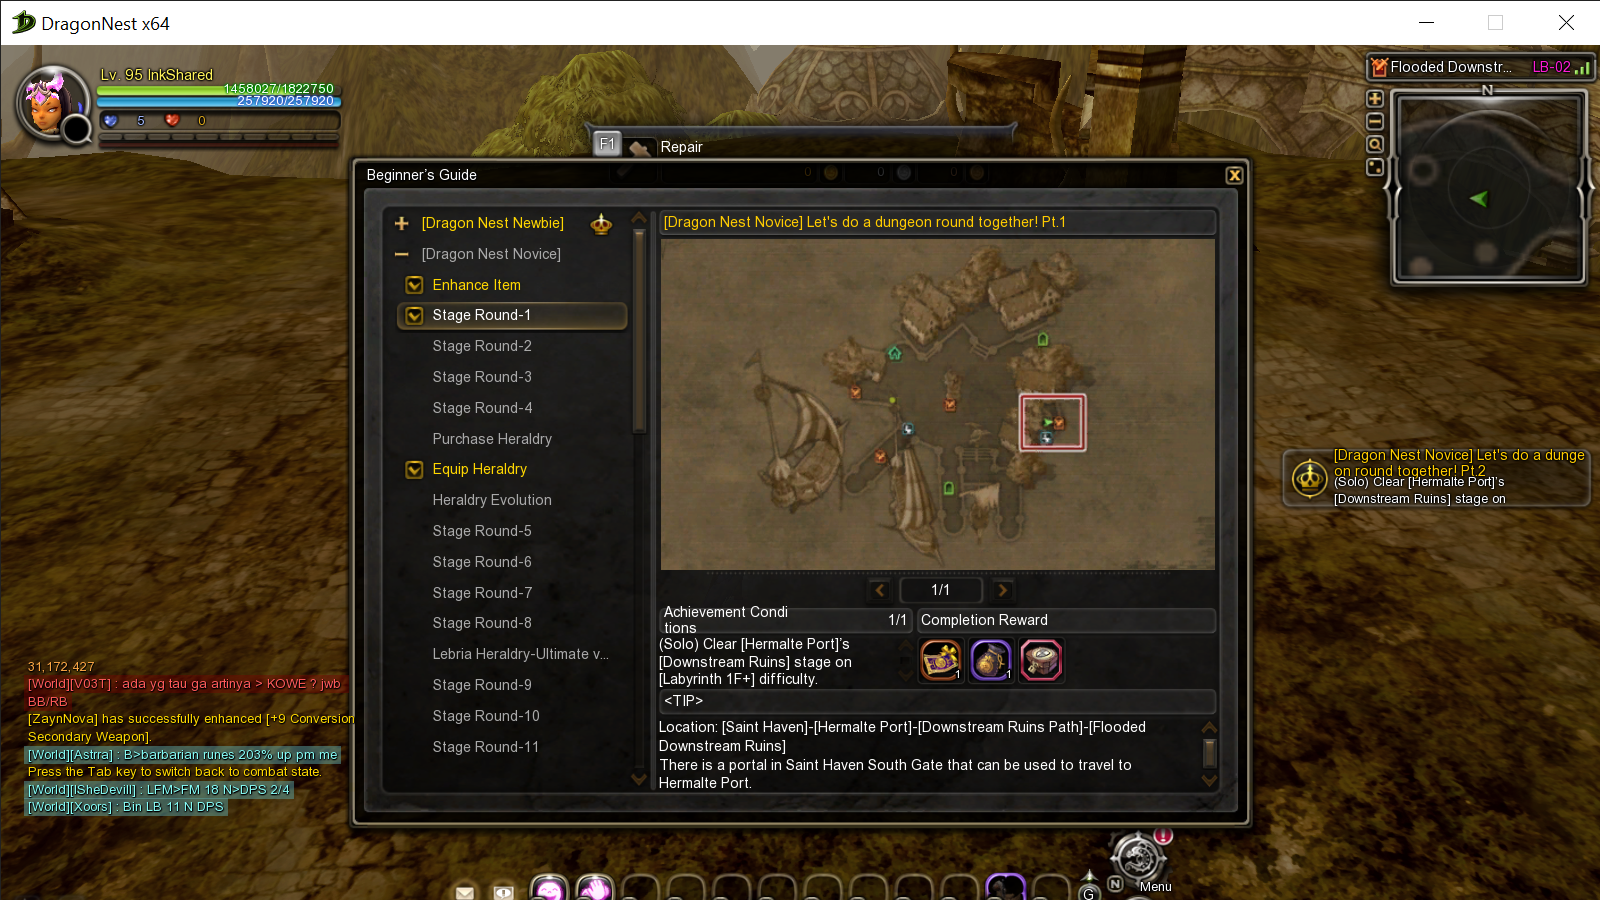 DragonNest x64
Lv. 95 InkShared
1458027/1822750
257920/257920
5
0
F1
Repair
0
0
0
Flooded Downstr...
LB-02
N
Beginner's Guide
[Dragon Nest Newbie]
[Dragon Nest Novice]
Enhance Item
Stage Round-1
Stage Round-2
Stage Round-3
Stage Round-4
Purchase Heraldry
Equip Heraldry
Heraldry Evolution
Stage Round-5
Stage Round-6
Stage Round-7
Stage Round-8
Lebria Heraldry-Ultimate v...
Stage Round-9
Stage Round-10
Stage Round-11
[Dragon Nest Novice] Let's do a dungeon round together! Pt.1
1/1
Achievement Condi
tions
1/1
Completion Reward
(Solo) Clear [Hermalte Port]'s
[Downstream Ruins] stage on
[Labyrinth 1F+] difficulty.
1
1
<TIP>
Location: [Saint Haven]-[Hermalte Port]-[Downstream Ruins Path]-[Flooded
Downstream Ruins]
There is a portal in Saint Haven South Gate that can be used to travel to
Hermalte Port.
[Dragon Nest Novice] Let's do a dunge
on round together! Pt.2
(Solo) Clear [Hermalte Port]'s
[Downstream Ruins] stage on
31,172,427
[World][V03T] : ada yg tau ga artinya > KOWE ? jwb
BB/RB
[ZaynNova] has successfully enhanced [+9 Conversion
Secondary Weapon].
[World][Astrra] : B>barbarian runes 203% up pm me
Press the Tab key to switch back to combat state.
[World][ISheDevill] : LFM>FM 18 N>DPS 2/4
[World][Xoors] : Bin LB 11 N DPS
G
N
Menu